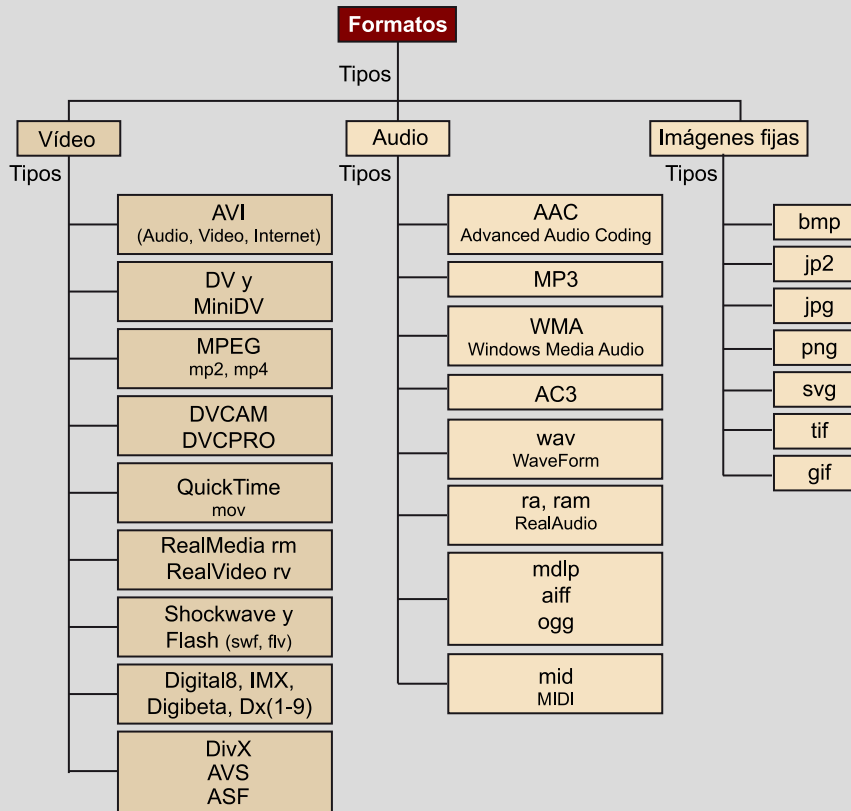 Formatos
Tipos
Vídeo
Tipos
AVI
(Audio, Video, Internet)
DV y
MiniDV
MPEG
mp2, mp4
DVCAM
DVCPRO
QuickTime
mov
RealMedia rm
RealVideo rv
Shockwave y
Flash (swf, flv)
Digital8, IMX,
Digibeta, Dx(1-9)
DivX
AVS
ASF
Audio
Tipos
AAC
Advanced Audio Coding
MP3
WMA
Windows Media Audio
AC3
wav
WaveForm
ra, ram
RealAudio
mdlp
aiff
ogg
mid
MIDI
Imágenes fijas
Tipos
bmp
jp2
jpg
png
svg
tif
gif